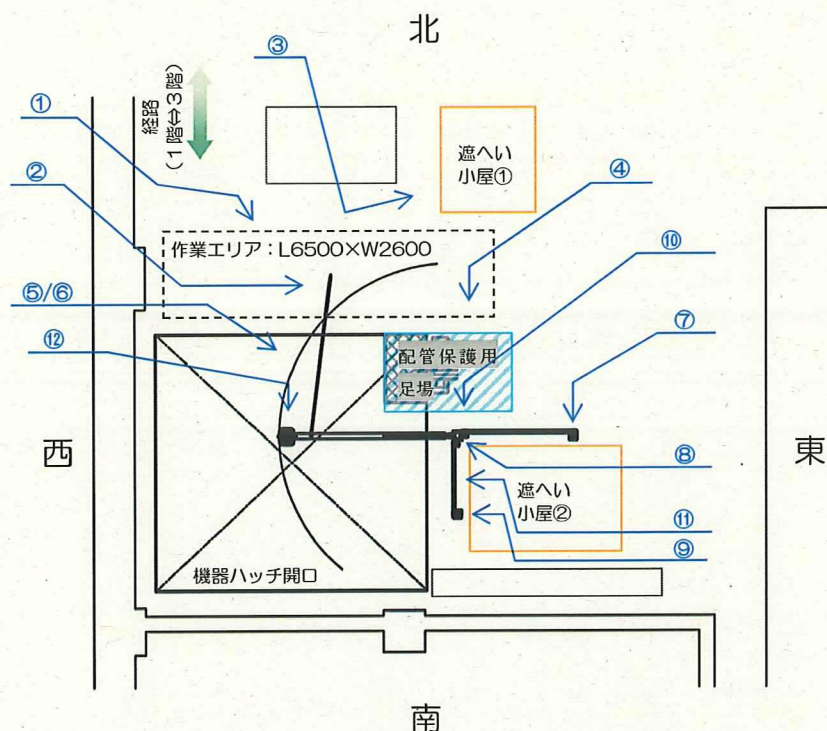 北
③
①
経路
(1階⇔3階)
遮へい
小屋①
②
④
作業エリア：L6500×W2600
⑩
⑤/⑥
⑦
⑫
配管保護用
足場
西
東
⑧
遮へい
小屋②
⑪
⑨
機器ハッチ開口
南